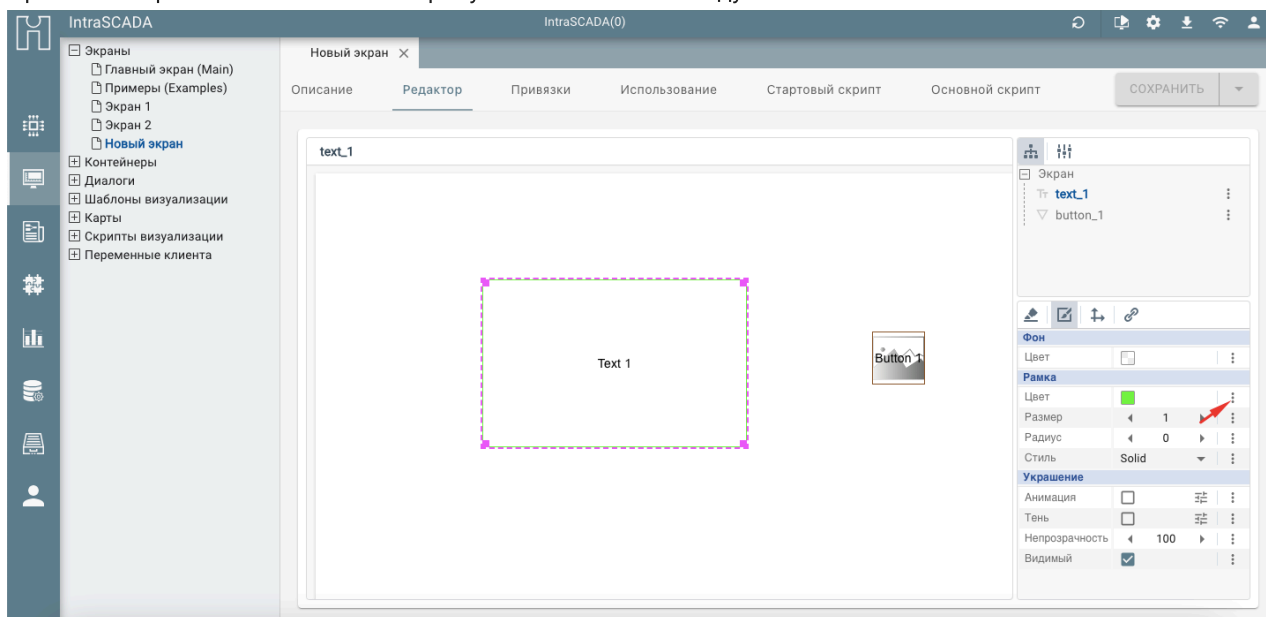 IntraSCADA
IntraSCADA(0)
Экраны
Главный экран (Main)
Примеры (Examples)
Экран 1
Экран 2
Новый экран
Контейнеры
Диалоги
Шаблоны визуализации
Карты
Скрипты визуализации
Переменные клиента
Новый экран
Описание
Редактор
Привязки
Использование
Стартовый скрипт
Основной скрипт
СОХРАНИТЬ
text_1
Text 1
Button 1
Экран
Tт text_1
button_1
Фон
Цвет
Рамка
Цвет
Размер 1
Радиус 0
Стиль Solid
Украшение
Анимация
Тень
Непрозрачность 100
Видимый